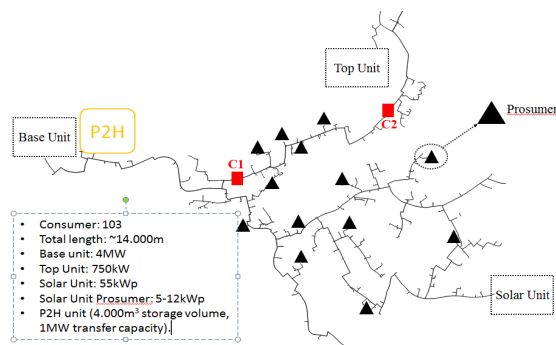 Top Unit
C2
Prosumer
P2H
Base Unit
C1
• Consumer: 103
• Total length: ~14.000m
• Base unit: 4MW
• Top Unit: 750kW
• Solar Unit: 55kWp
• Solar Unit Prosumer: 5-12kWp
• P2H unit (4.000m³ storage volume,
1MW transfer capacity).
Solar Unit